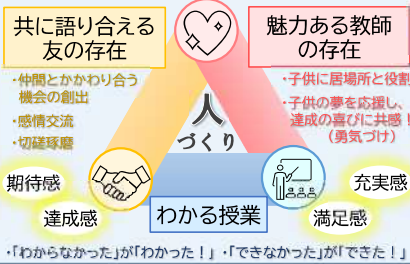 共に語り合える
友の存在
魅力ある教師
の存在
・仲間とかかわり合う
機会の創出
・感情交流
・切磋琢磨
・子供に居場所と役割
・子供の夢を応援し、
達成の喜びに共感!
(勇気づけ)
人
づくり
期待感
達成感
わかる授業
充実感
満足感
・「わからなかった」が「わかった!」・「できなかった」が「できた!」